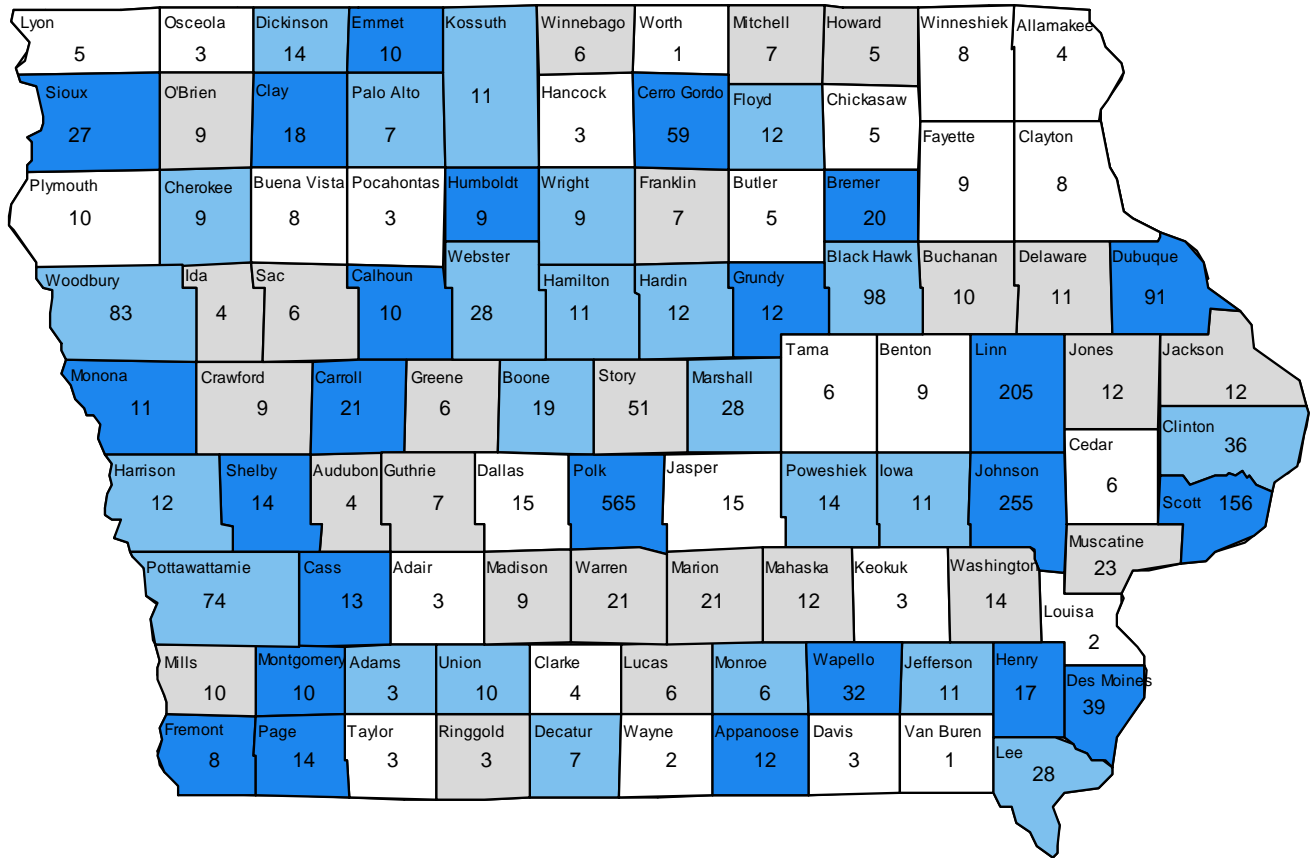 Lyon
5
Osceola
3
Dickinson
14
Emmet
10
Kossuth
11
Winnebago
6
Worth
1
Mitchell
7
Howard
5
Winneshiek
8
Allamakee
4
Sioux
27
O'Brien
9
Clay
18
Palo Alto
7
Hancock
3
Cerro Gordo
59
Floyd
12
Chickasaw
5
Fayette
9
Clayton
8
Plymouth
10
Cherokee
9
Buena Vista
8
Pocahontas
3
Humboldt
9
Wright
9
Franklin
7
Butler
5
Bremer
20
Woodbury
83
Ida
4
Sac
6
Calhoun
10
Webster
28
Hamilton
11
Hardin
12
Grundy
12
Black Hawk
98
Buchanan
10
Delaware
11
Dubuque
91
Monona
11
Crawford
9
Carroll
21
Greene
6
Boone
19
Story
51
Marshall
28
Tama
6
Benton
9
Linn
205
Jones
12
Jackson
12
Clinton
36
Cedar
6
Harrison
12
Shelby
14
Audubon
4
Guthrie
7
Dallas
15
Polk
565
Jasper
15
Poweshiek
14
Iowa
11
Johnson
255
Scott 156
Muscatine
23
Pottawattamie
74
Cass
13
Adair
3
Madison
9
Warren
21
Marion
21
Mahaska
12
Keokuk
3
Washington
14
Louisa
2
Mills
10
Montgomery
10
Adams
3
Union
10
Clarke
4
Lucas
6
Monroe
6
Wapello
32
Jefferson
11
Henry
17
Des Moines
39
Fremont
8
Page
14
Taylor
3
Ringgold
3
Decatur
7
Wayne
2
Appanoose
12
Davis
3
Van Buren
1
Lee
28